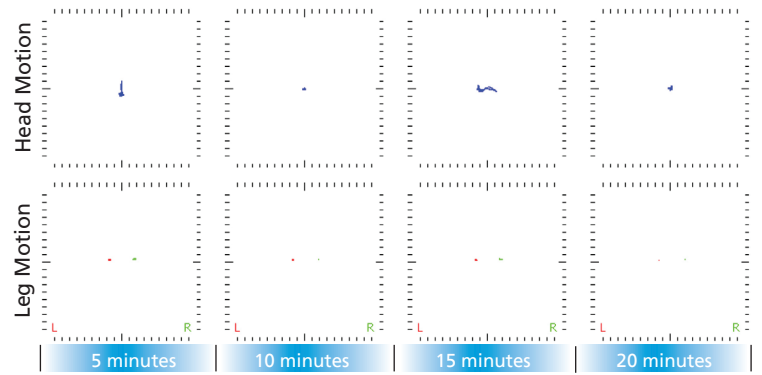 Head Motion
Leg Motion
L R L R L R L R
5 minutes 10 minutes 15 minutes 20 minutes